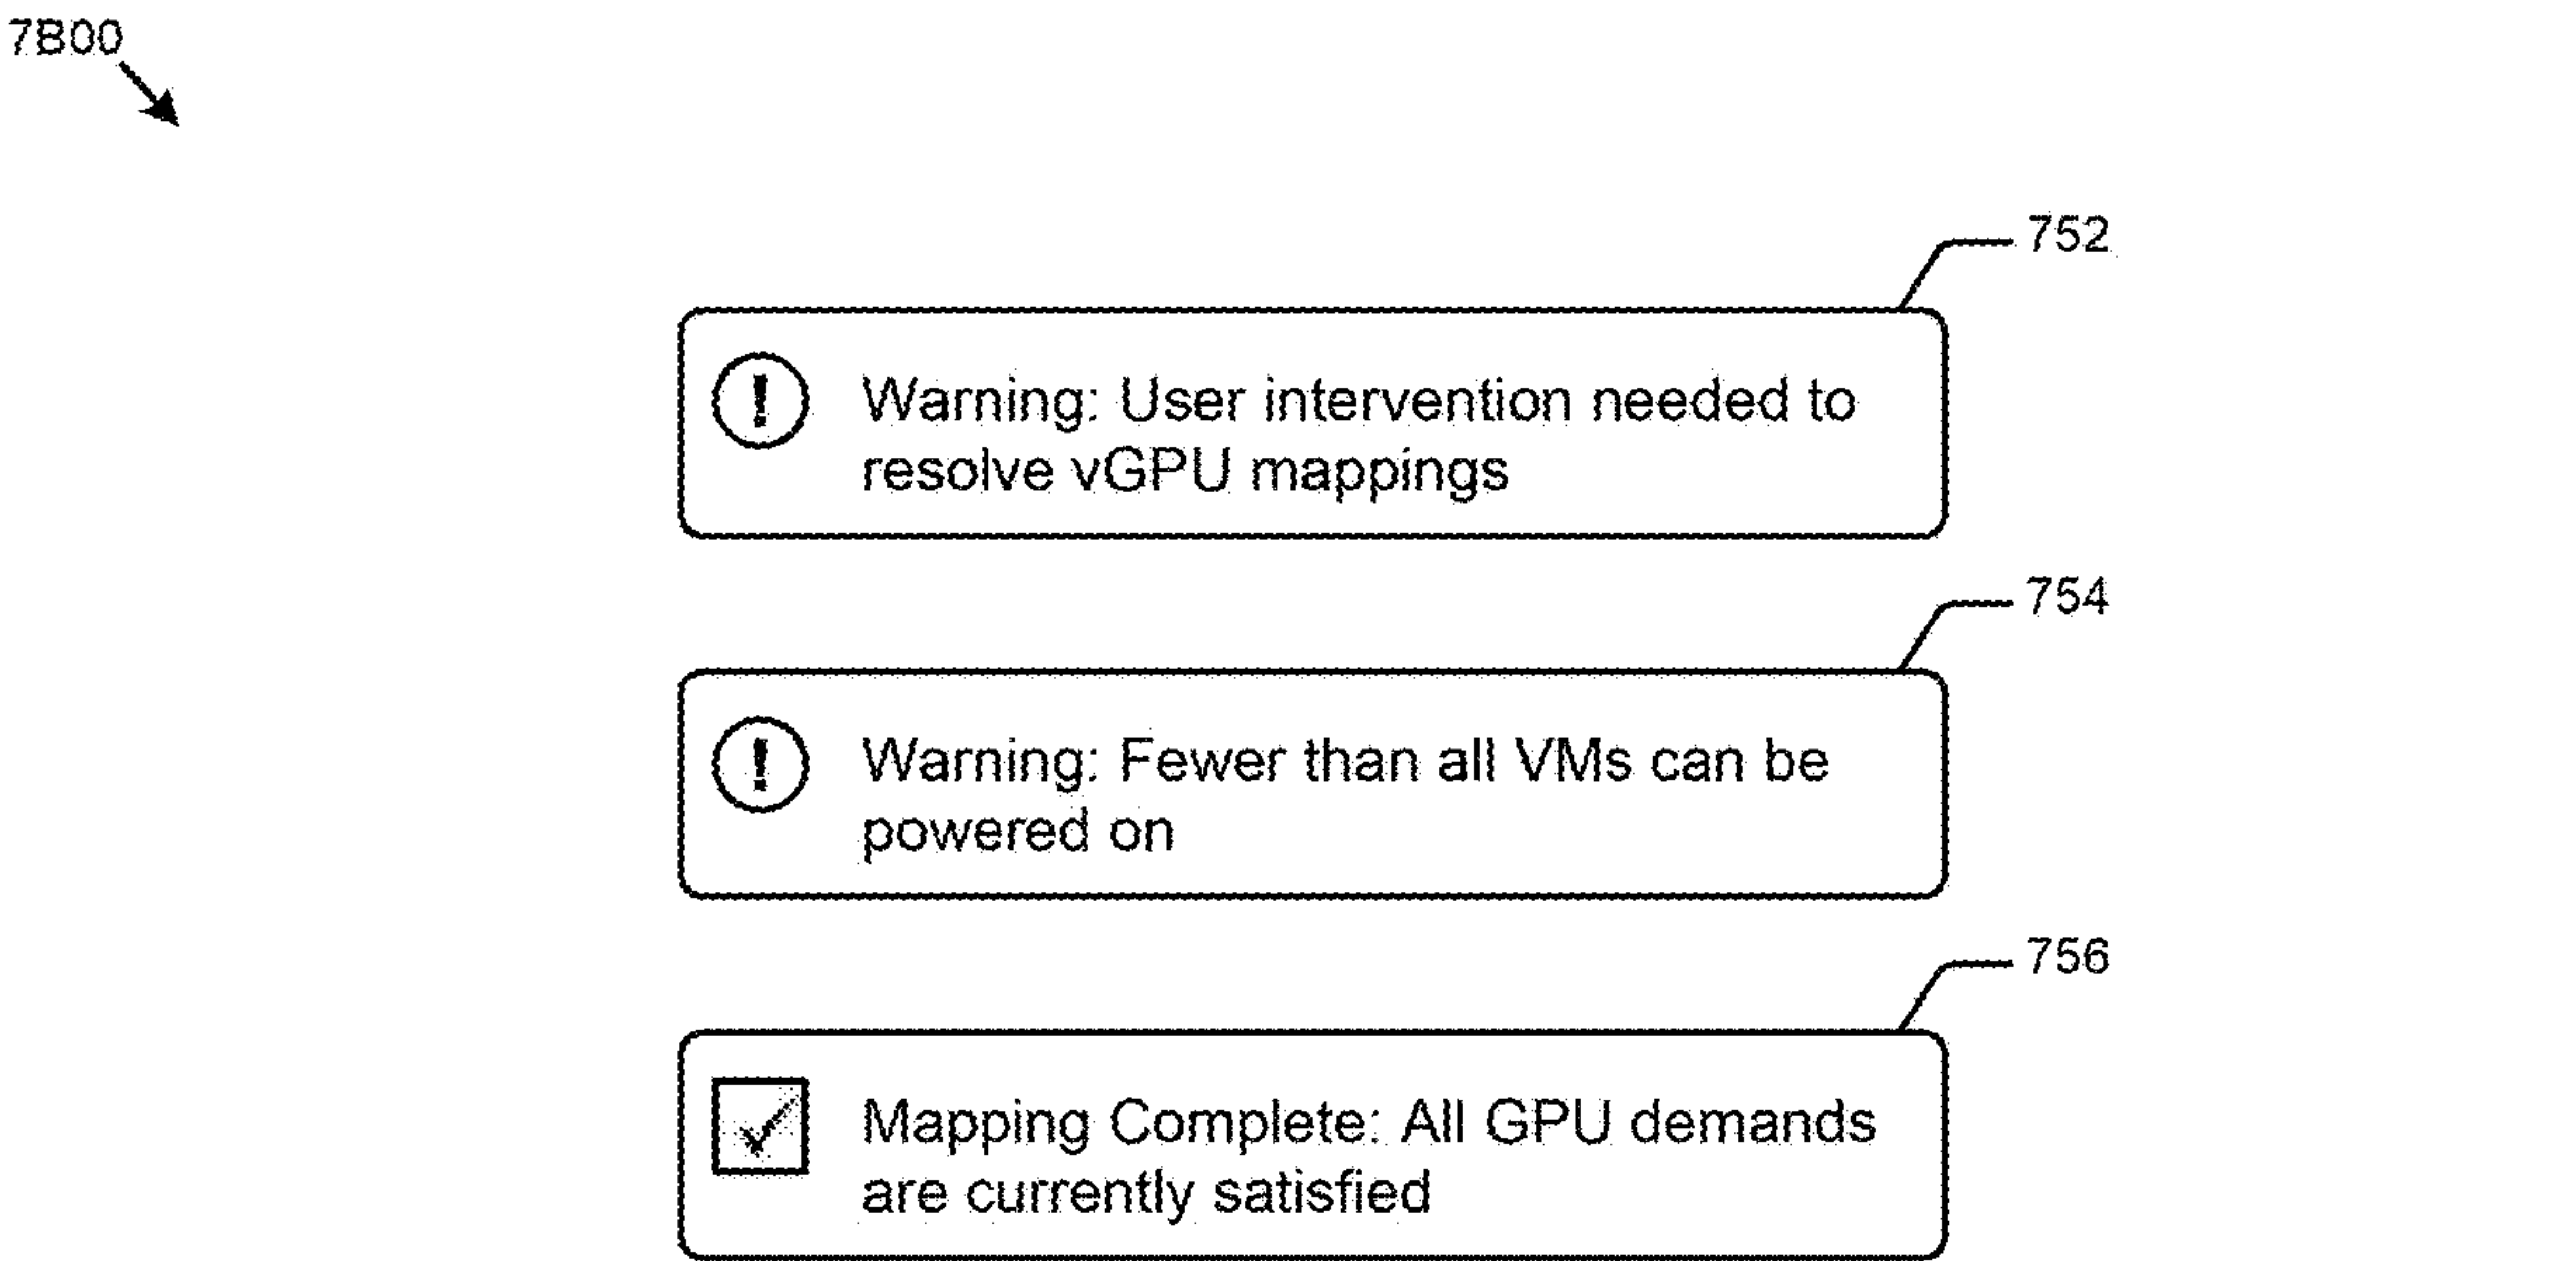 7B00
752
Warning: User intervention needed to
resolve vGPU mappings
754
Warning: Fewer than all VMs can be
powered on
756
Mapping Complete: All GPU demands
are currently satisfied